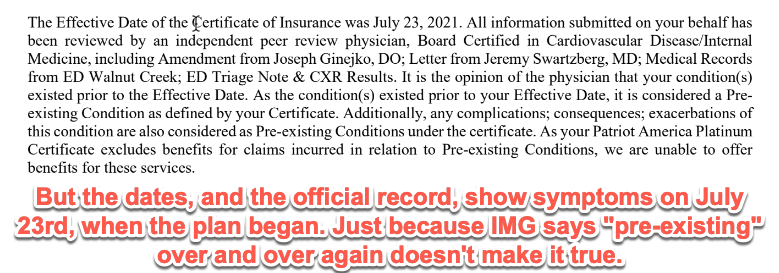 The Effective Date of the Certificate of Insurance was July 23, 2021. All information submitted on your behalf has
been reviewed by an independent peer review physician, Board Certified in Cardiovascular Disease/Internal
Medicine, including Amendment from Joseph Ginejko, DO; Letter from Jeremy Swartzberg, MD; Medical Records
from ED Walnut Creek; ED Triage Note & CXR Results. It is the opinion of the physician that your condition(s)
existed prior to the Effective Date. As the condition(s) existed prior to your Effective Date, it is considered a Pre-
existing Condition as defined by your Certificate. Additionally, any complications; consequences; exacerbations of
this condition are also considered as Pre-existing Conditions under the certificate. As your Patriot America Platinum
Certificate excludes benefits for claims incurred in relation to Pre-existing Conditions, we are unable to offer
benefits for these services.
But the dates, and the official record, show symptoms on July
23rd, when the plan began. Just because IMG says "pre-existing"
over and over again doesn't make it true.